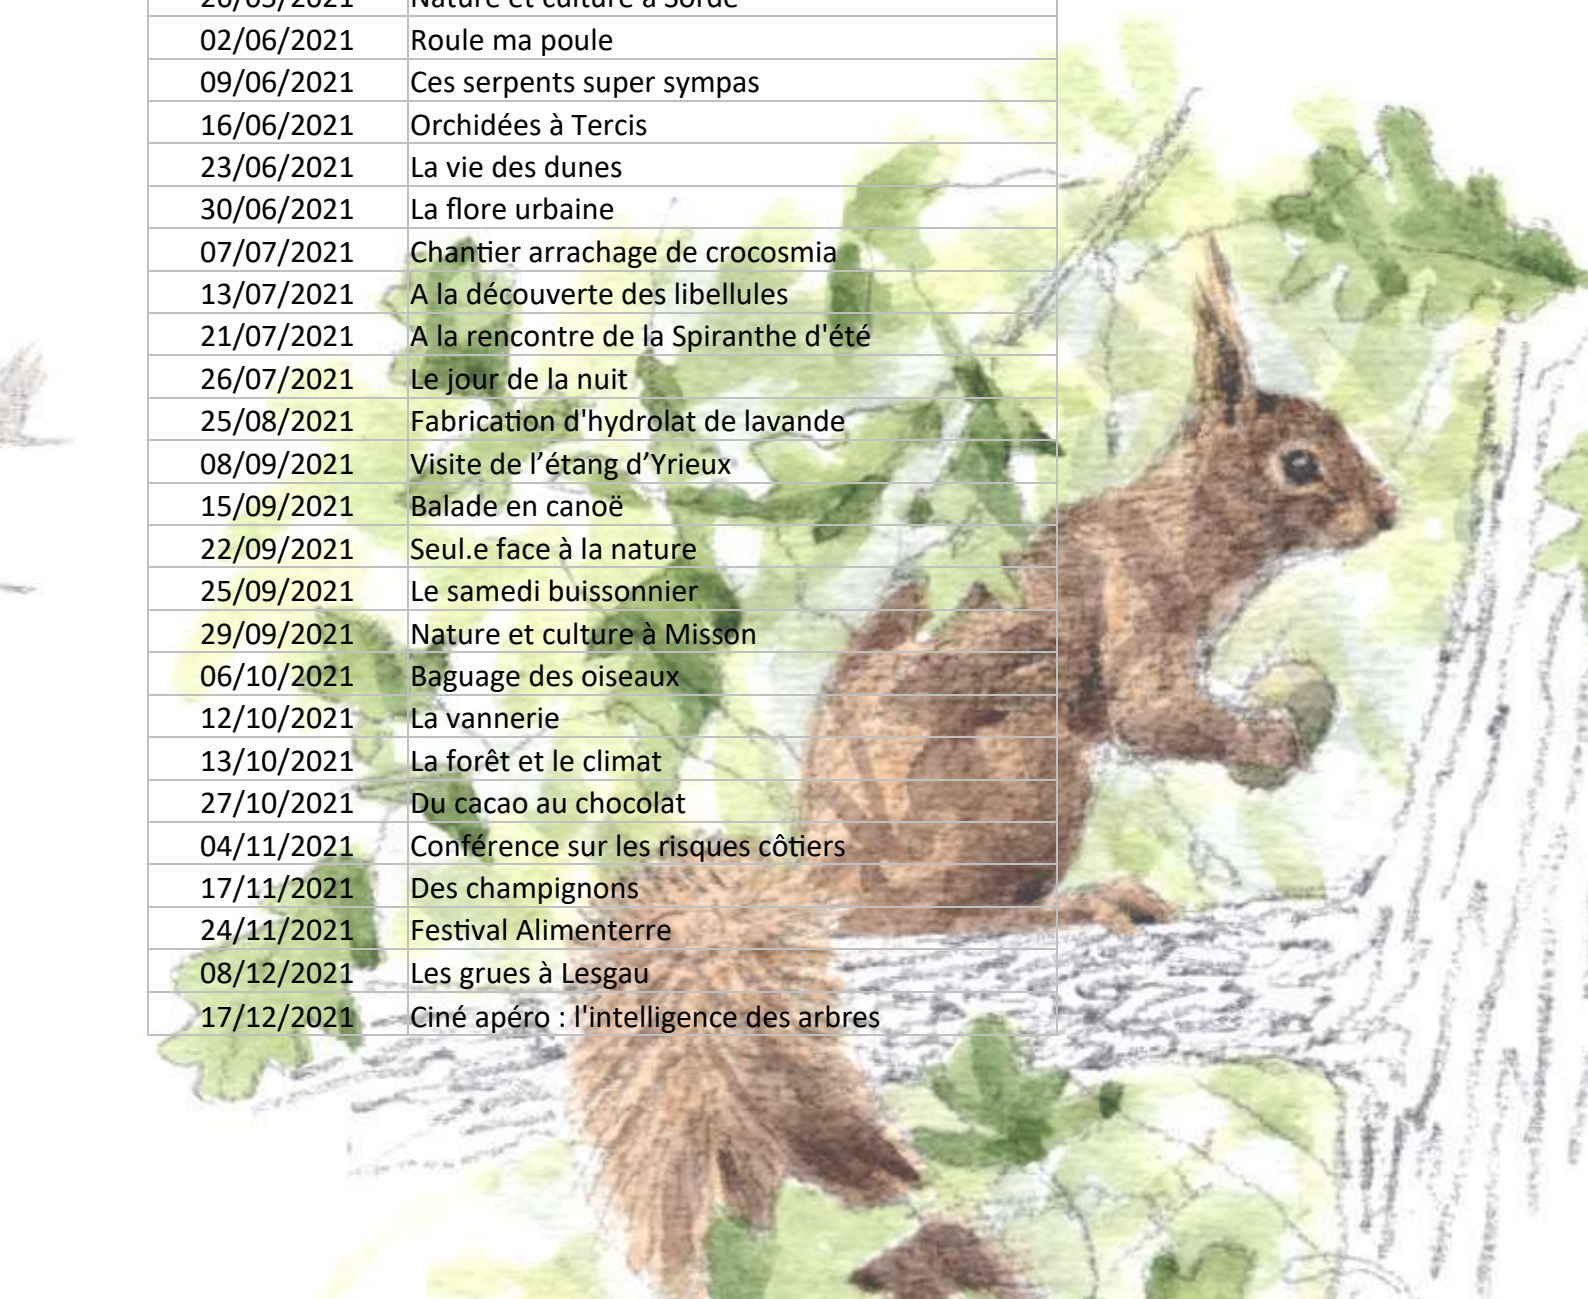 Nature et culture à Sorde
02/06/2021 Roule ma poule
09/06/2021 Ces serpents super sympas
16/06/2021 Orchidées à Tercis
23/06/2021 La vie des dunes
30/06/2021 La flore urbaine
07/07/2021 Chantier arrachage de crocosmia
13/07/2021 A la découverte des libellules
21/07/2021 A la rencontre de la Spiranthe d'été
26/07/2021 Le jour de la nuit
25/08/2021 Fabrication d'hydrolat de lavande
08/09/2021 Visite de l’étang d’Yrieux
15/09/2021 Balade en canoë
22/09/2021 Seul.e face à la nature
25/09/2021 Le samedi buissonnier
29/09/2021 Nature et culture à Misson
06/10/2021 Baguage des oiseaux
12/10/2021 La vannerie
13/10/2021 La forêt et le climat
27/10/2021 Du cacao au chocolat
04/11/2021 Conférence sur les risques côtiers
17/11/2021 Des champignons
24/11/2021 Festival Alimenterre
08/12/2021 Les grues à Lesgau
17/12/2021 Ciné apéro : l'intelligence des arbres